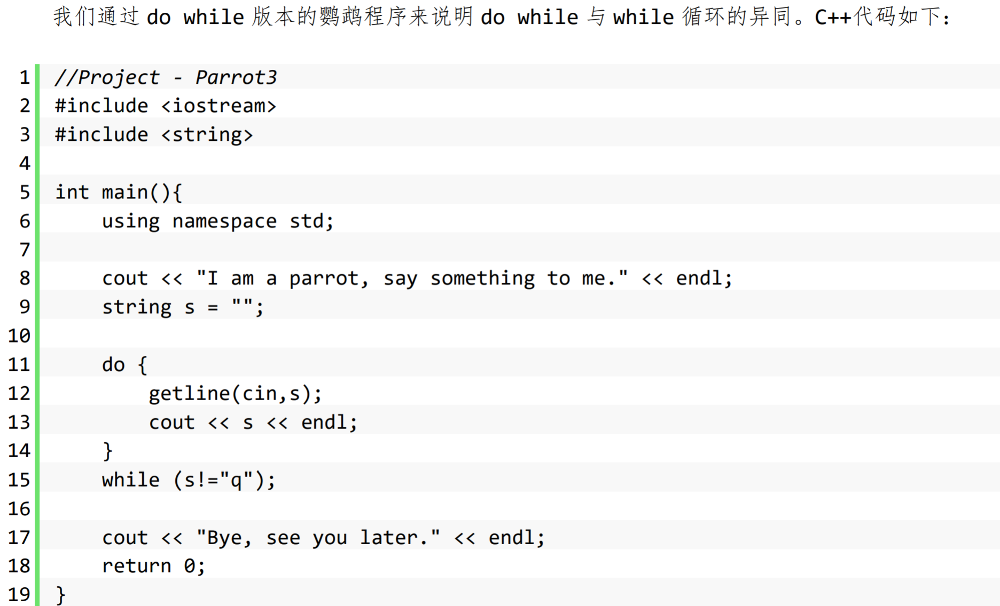 我们通过 do while 版本的鹦鹉程序来说明 do while 与 while 循环的异同。C++代码如下：
1 //Project - Parrot3
2 #include <iostream>
3 #include <string>
4
5 int main(){
6     using namespace std;
7
8     cout << "I am a parrot, say something to me." << endl;
9     string s = "";
10
11     do {
12         getline(cin,s);
13         cout << s << endl;
14     }
15     while (s!="q");
16
17     cout << "Bye, see you later." << endl;
18     return 0;
19 }